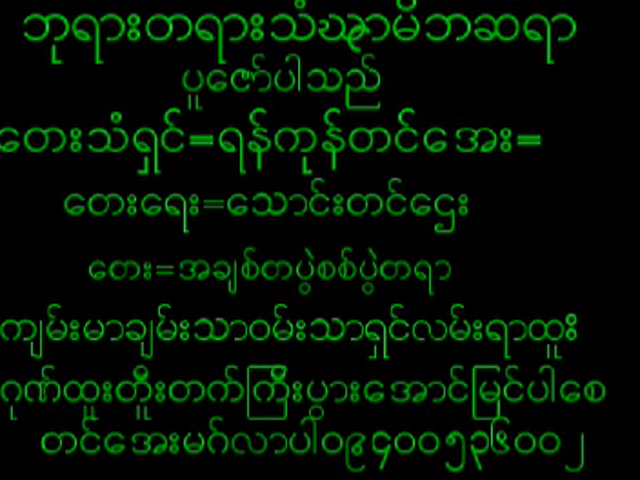 ဘုရားတရားသံဃာမိဘဆရာ
ပူဇော်ပါသည်
တေးသံရှင်=ရန်ကုန်တင်အေး=
တေးရေး=သောင်းတင်ဌေး
တေး=အချစ်တပွဲစစ်ပွဲတရာ
ကျမ်းမာချမ်းသာဝမ်းသာရှင်လမ်းရာထူး
ဂုဏ်ထူးတိူးတက်ကြီးပွားအောင်မြင်ပါစေ
တင်အေးမင်္ဂလာပါ၀၉၄၀၀၅၃၆၀၀၂